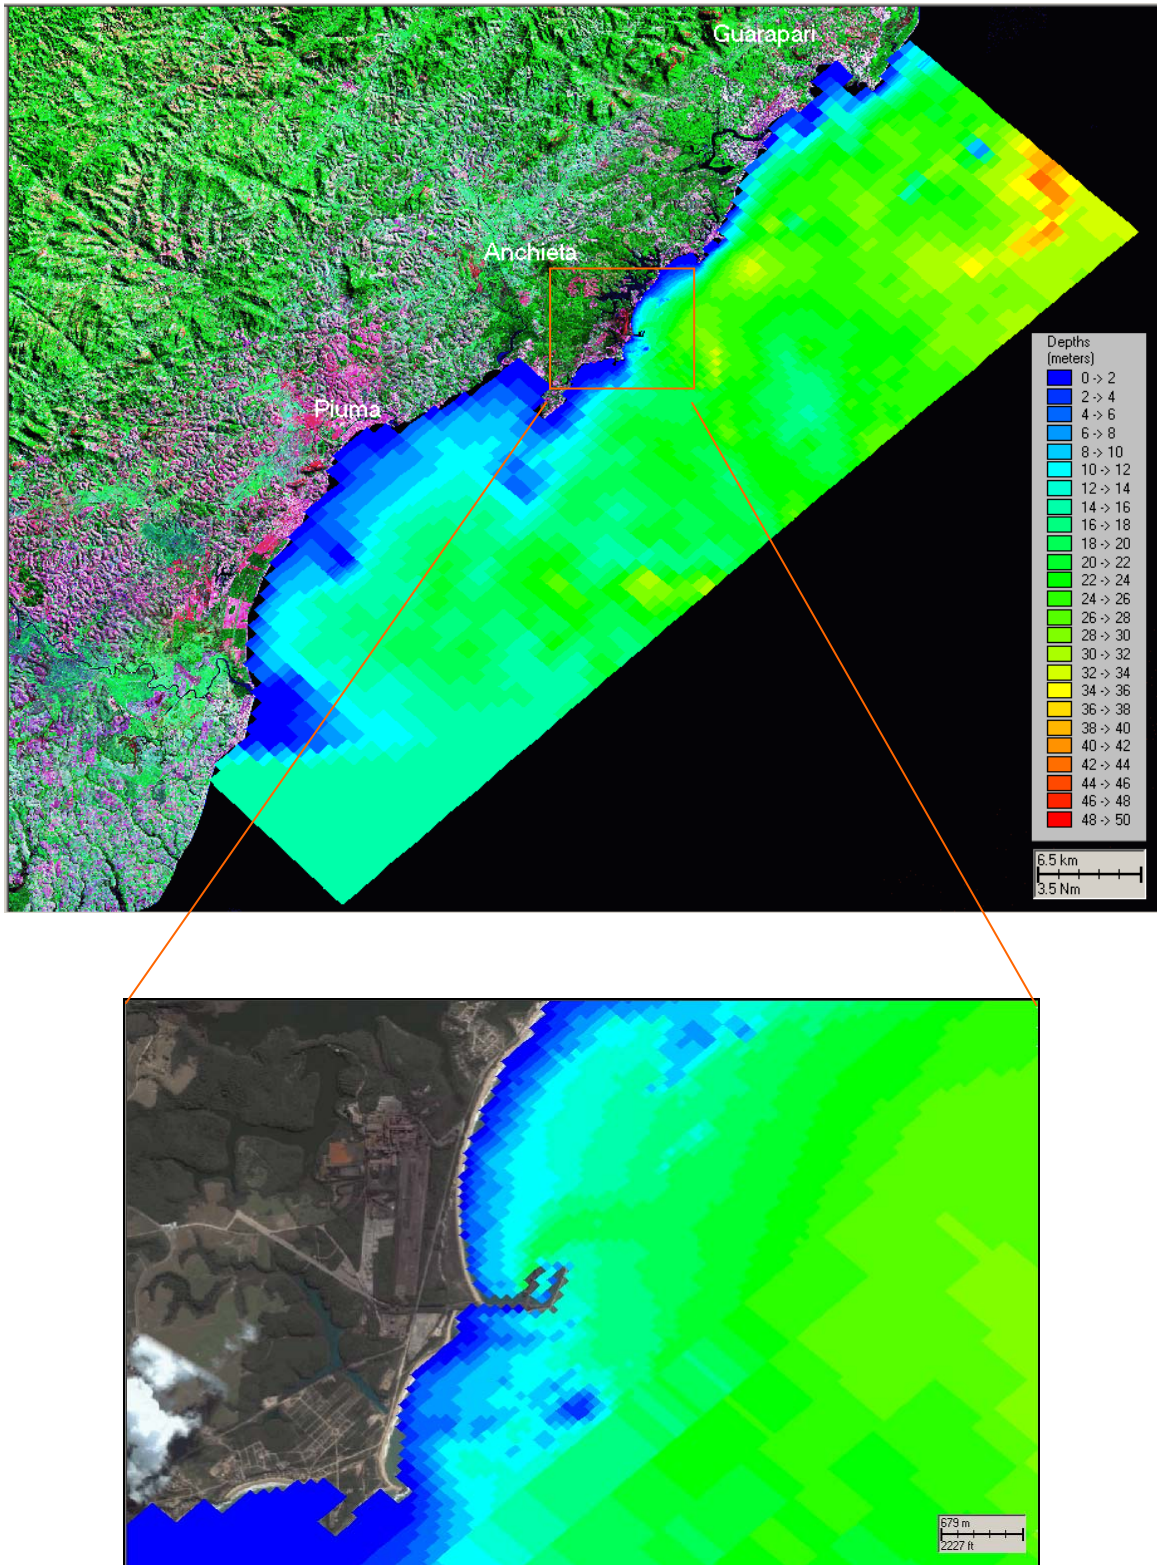 Guarapari
Anchieta
Piuma
Depths
(meters)
0 -> 2
2 -> 4
4 -> 6
6 -> 8
8 -> 10
10 -> 12
12 -> 14
14 -> 16
16 -> 18
18 -> 20
20 -> 22
22 -> 24
24 -> 26
26 -> 28
28 -> 30
30 -> 32
32 -> 34
34 -> 36
36 -> 38
38 -> 40
40 -> 42
42 -> 44
44 -> 46
46 -> 48
48 -> 50
6.5 km
3.5 Nm
679 m
2227 ft